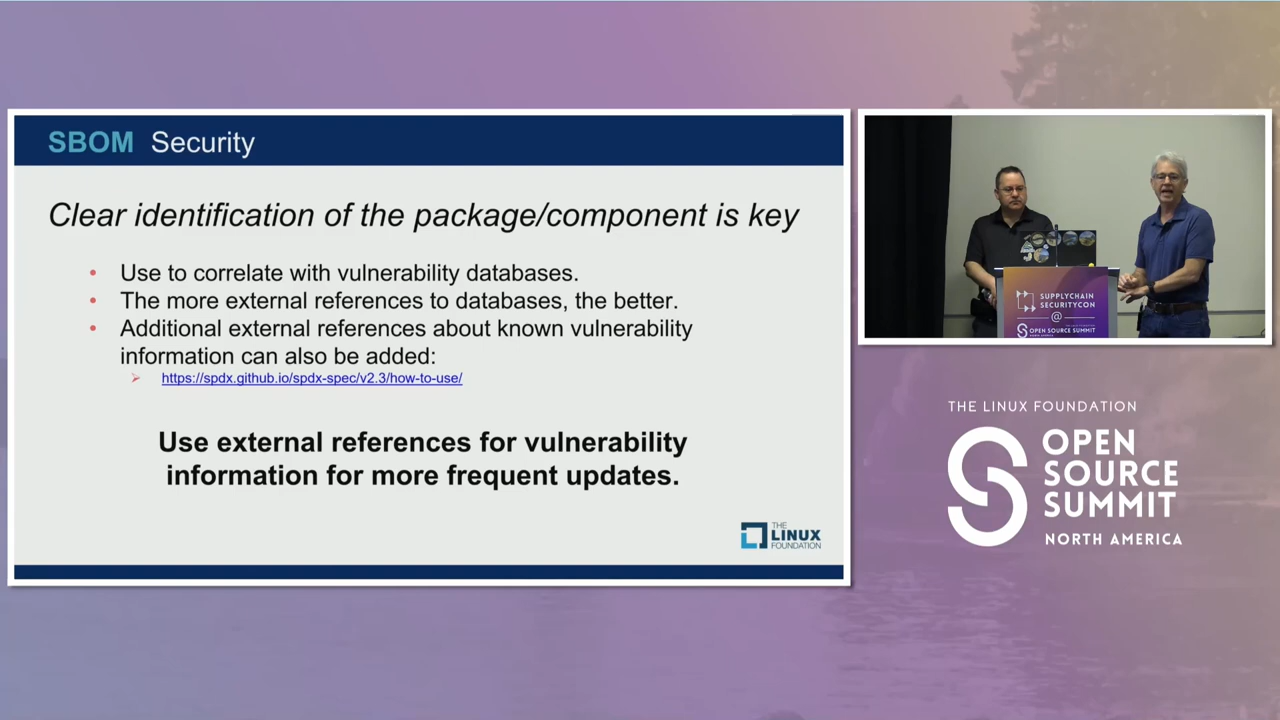 SBOM Security
Clear identification of the package/component is key
• Use to correlate with vulnerability databases.
• The more external references to databases, the better.
• Additional external references about known vulnerability
information can also be added:
➢ https://spdx.github.io/spdx-spec/v2.3/how-to-use/
Use external references for vulnerability
information for more frequent updates.
THE
LINUX
FOUNDATION
SUPPLYCHAIN
SECURITYCON
@
OPEN SOURCE SUMMIT
NORTH AMERICA
THE LINUX FOUNDATION
OPEN
SOURCE
SUMMIT
NORTH AMERICA